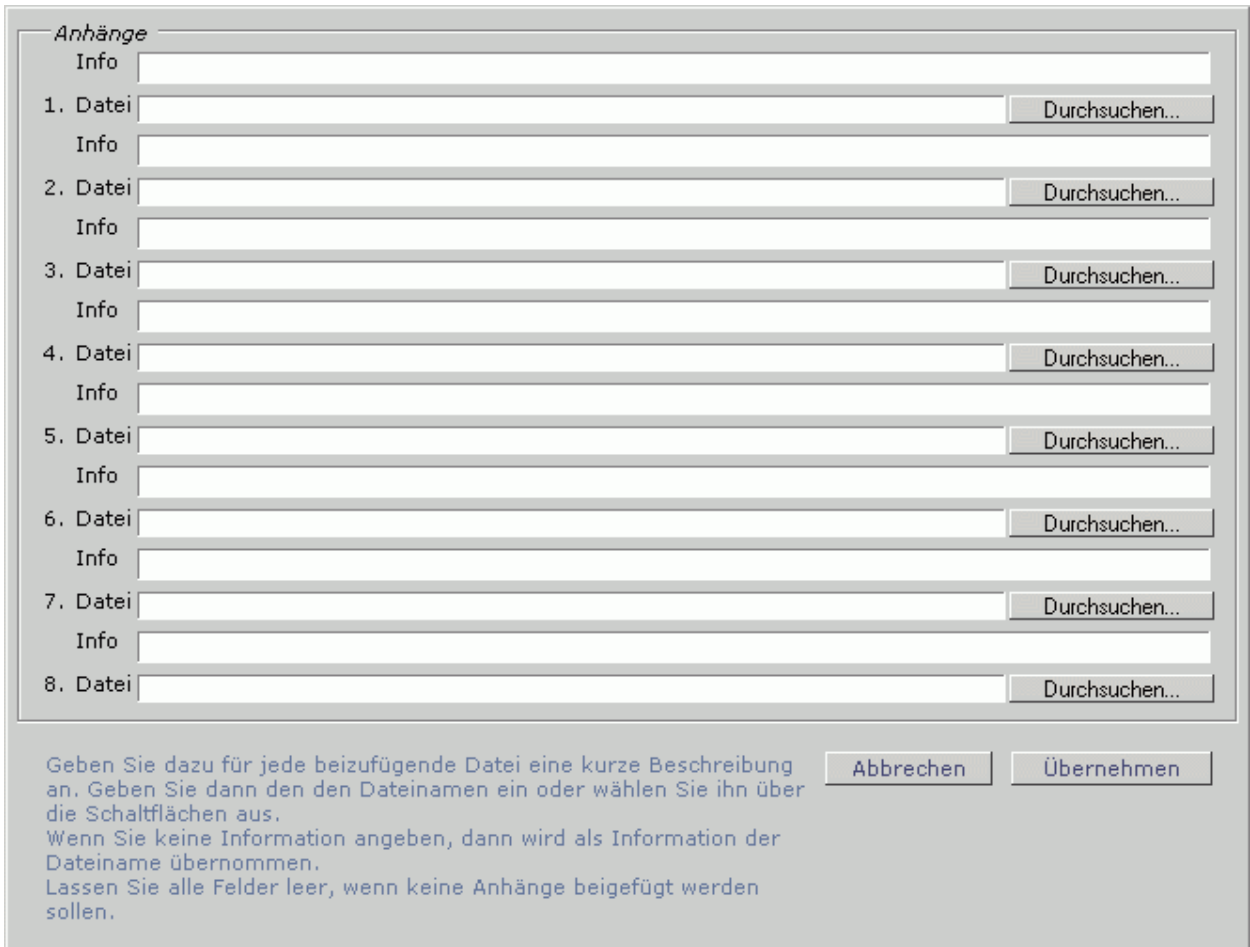 Anhänge
Info
1. Datei Durchsuchen...
Info
2. Datei Durchsuchen...
Info
3. Datei Durchsuchen...
Info
4. Datei Durchsuchen...
Info
5. Datei Durchsuchen...
Info
6. Datei Durchsuchen...
Info
7. Datei Durchsuchen...
Info
8. Datei Durchsuchen...
Geben Sie dazu für jede beizufügende Datei eine kurze Beschreibung
an. Geben Sie dann den den Dateinamen ein oder wählen Sie ihn über
die Schaltflächen aus.
Wenn Sie keine Information angeben, dann wird als Information der
Dateiname übernommen.
Lassen Sie alle Felder leer, wenn keine Anhänge beigefügt werden
sollen.
Abbrechen Übernehmen